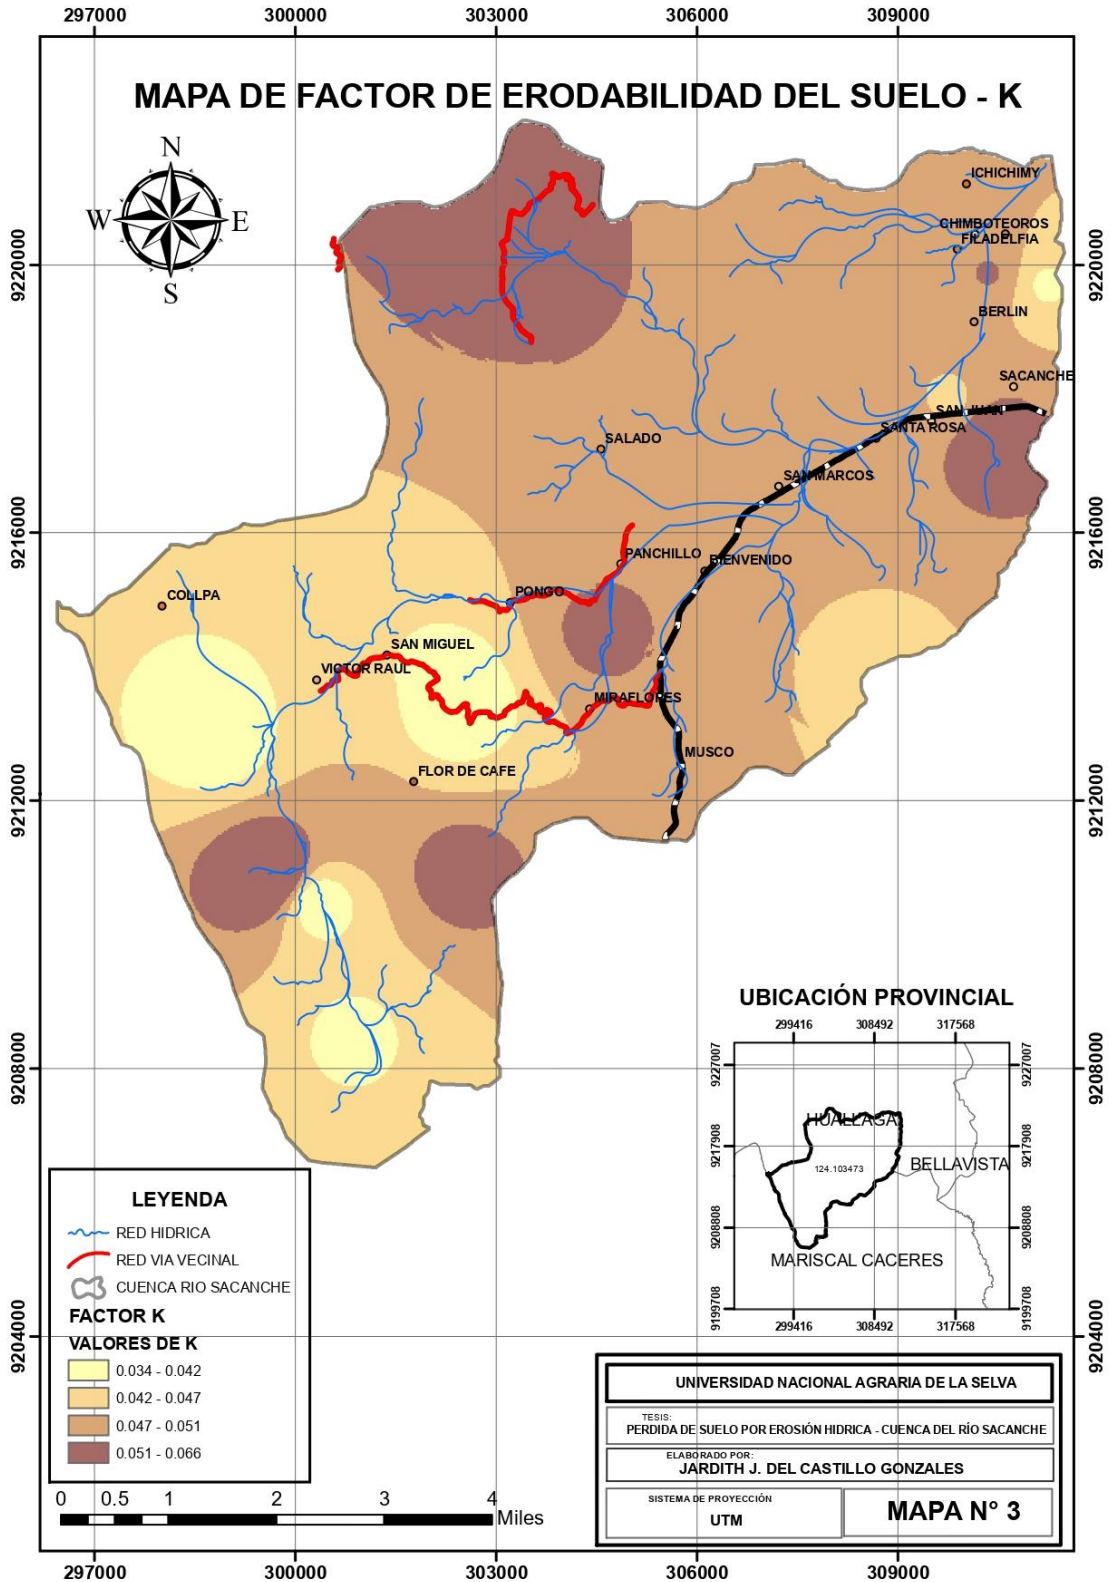 297000 300000 303000 306000 309000
MAPA DE FACTOR DE ERODABILIDAD DEL SUELO - K
N
W E
S
9220000 9220000
9216000 9216000
9212000 9212000
9208000 9208000
9204000 9204000
ICHICHIMY
CHIMBOTEOROS
FILADELFIA
BERLIN
SACANCHE
SAN JUAN
SANTA ROSA
SALADO
SAN MARCOS
PANCHILLO
BIENVENIDO
COLLPA
PONGO
SAN MIGUEL
VICTOR RAUL
MIRAFLORES
MUSCO
FLOR DE CAFE
UBICACIÓN PROVINCIAL
299416 308492 317568
9227007 9227007
9217908 9217908
9208808 9208808
9199708 9199708
HUALLAGA
124.103473
BELLAVISTA
MARISCAL CACERES
299416 308492 317568
LEYENDA
RED HIDRICA
RED VIA VECINAL
CUENCA RIO SACANCHE
FACTOR K
VALORES DE K
0.034 - 0.042
0.042 - 0.047
0.047 - 0.051
0.051 - 0.066
0 0.5 1 2 3 4
Miles
UNIVERSIDAD NACIONAL AGRARIA DE LA SELVA
TESIS:
PERDIDA DE SUELO POR EROSIÓN HIDRICA - CUENCA DEL RÍO SACANCHE
ELABORADO POR:
JARDITH J. DEL CASTILLO GONZALES
SISTEMA DE PROYECCIÓN
UTM
MAPA N° 3
297000 300000 303000 306000 309000